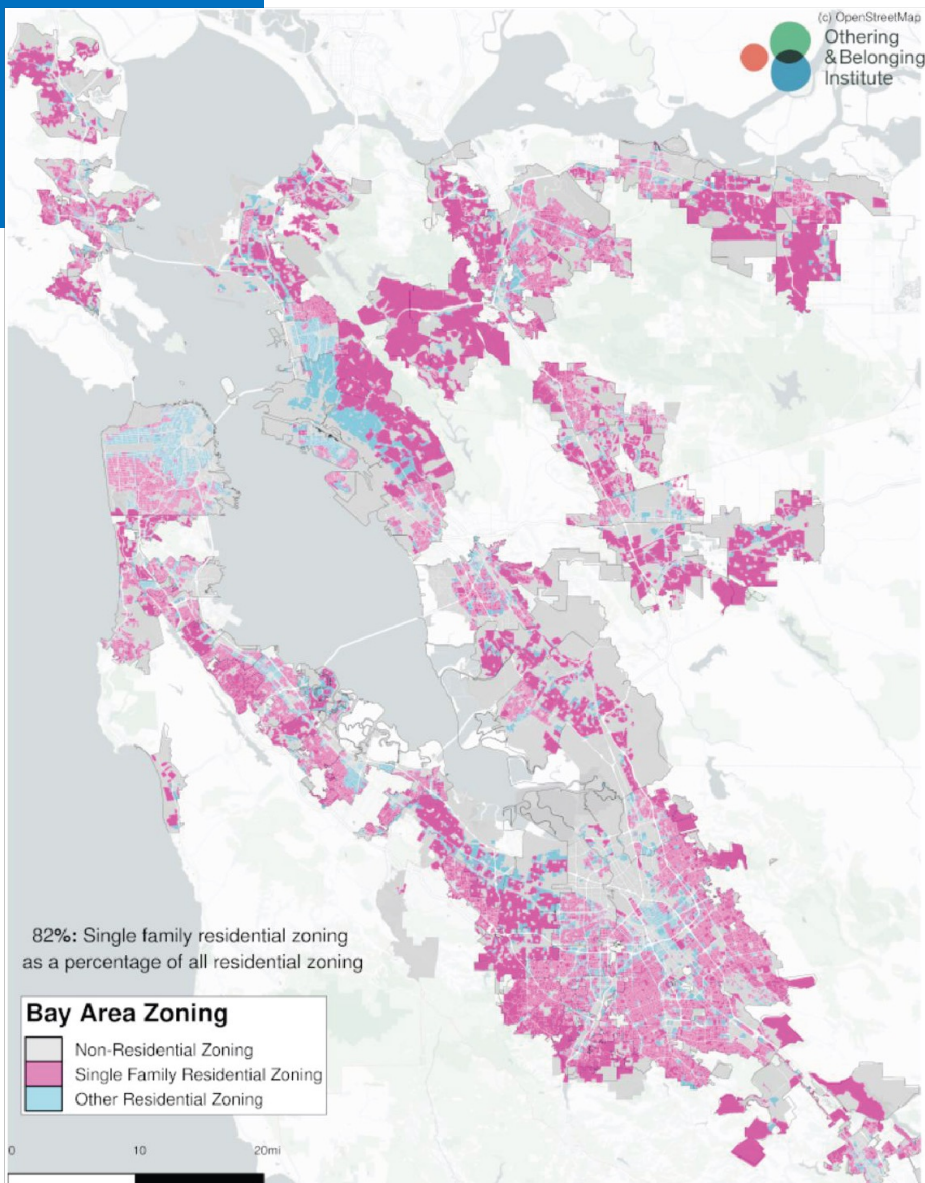 (c) OpenStreetMap
Othering
& Belonging
Institute
82%: Single family residential zoning
as a percentage of all residential zoning
Bay Area Zoning
Non-Residential Zoning
Single Family Residential Zoning
Other Residential Zoning
0 10 20mi